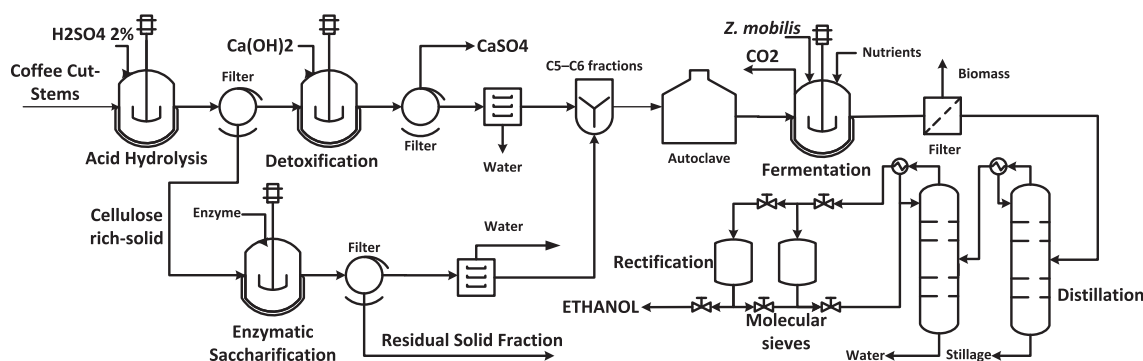 H2SO4 2%
Coffee Cut-
Stems
Filter
Acid Hydrolysis
Ca(OH)2
Detoxification
CaSO4
Filter
Water
C5–C6 fractions
Autoclave
Z. mobilis
CO2
Nutrients
Fermentation
Biomass
Filter
Cellulose
rich-solid
Enzyme
Filter
Water
Enzymatic
Saccharification
Residual Solid Fraction
Rectification
ETHANOL
Molecular
sieves
Distillation
Water
Stillage